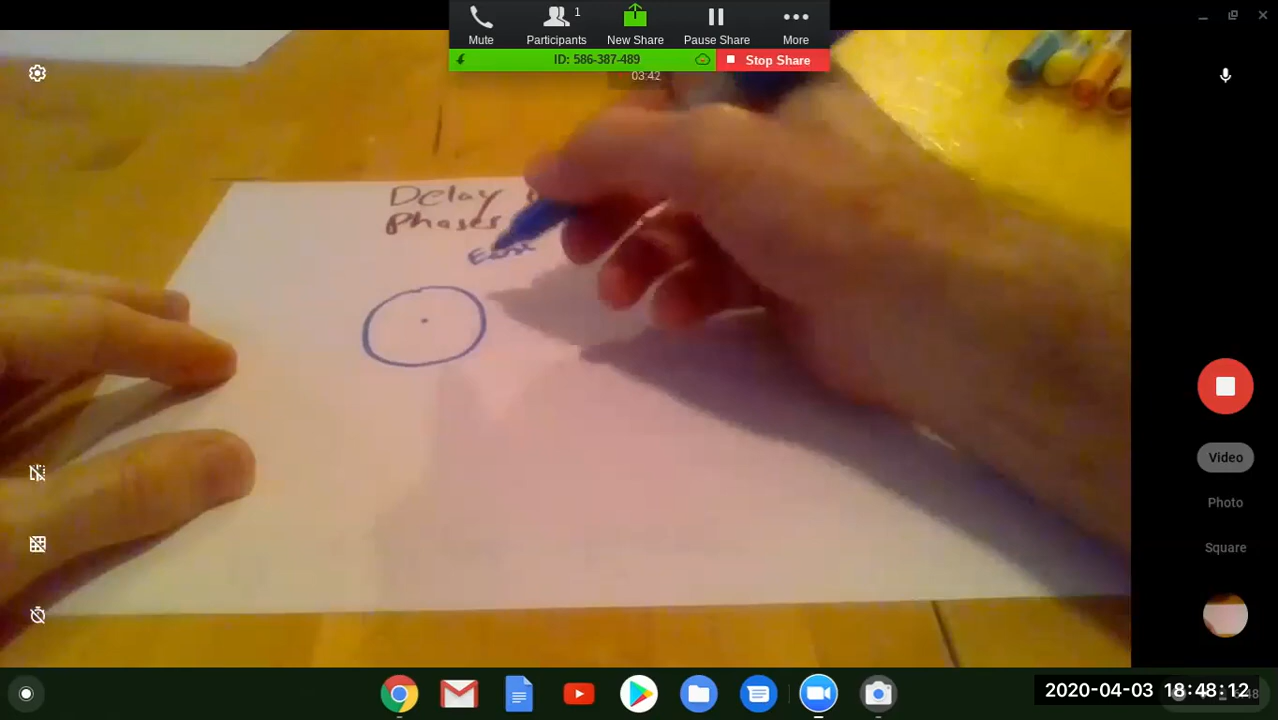 Mute
Participants
1
New Share
Pause Share
More
ID: 586-387-489
Stop Share
03:42
Delay
Phases
Video
Photo
Square
2020-04-03 18:48:12